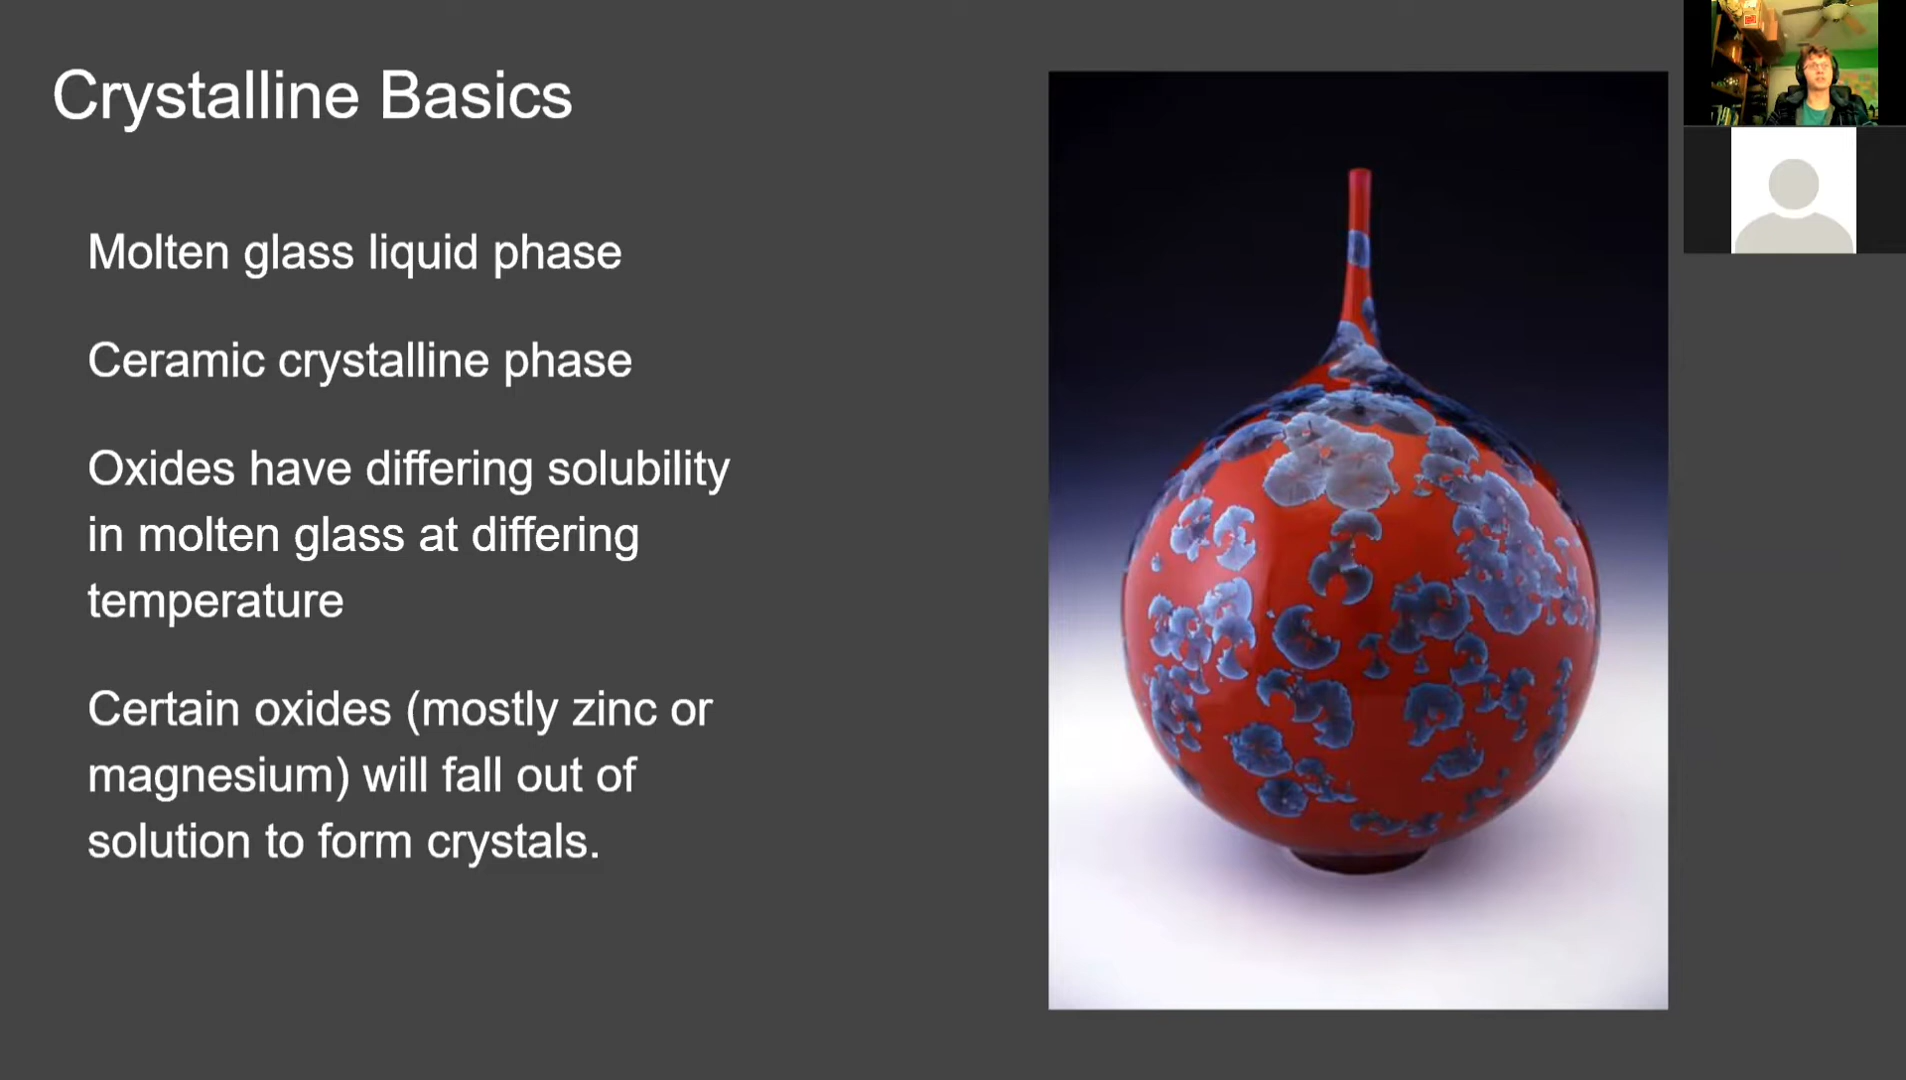 Crystalline Basics
Molten glass liquid phase
Ceramic crystalline phase
Oxides have differing solubility
in molten glass at differing
temperature
Certain oxides (mostly zinc or
magnesium) will fall out of
solution to form crystals.